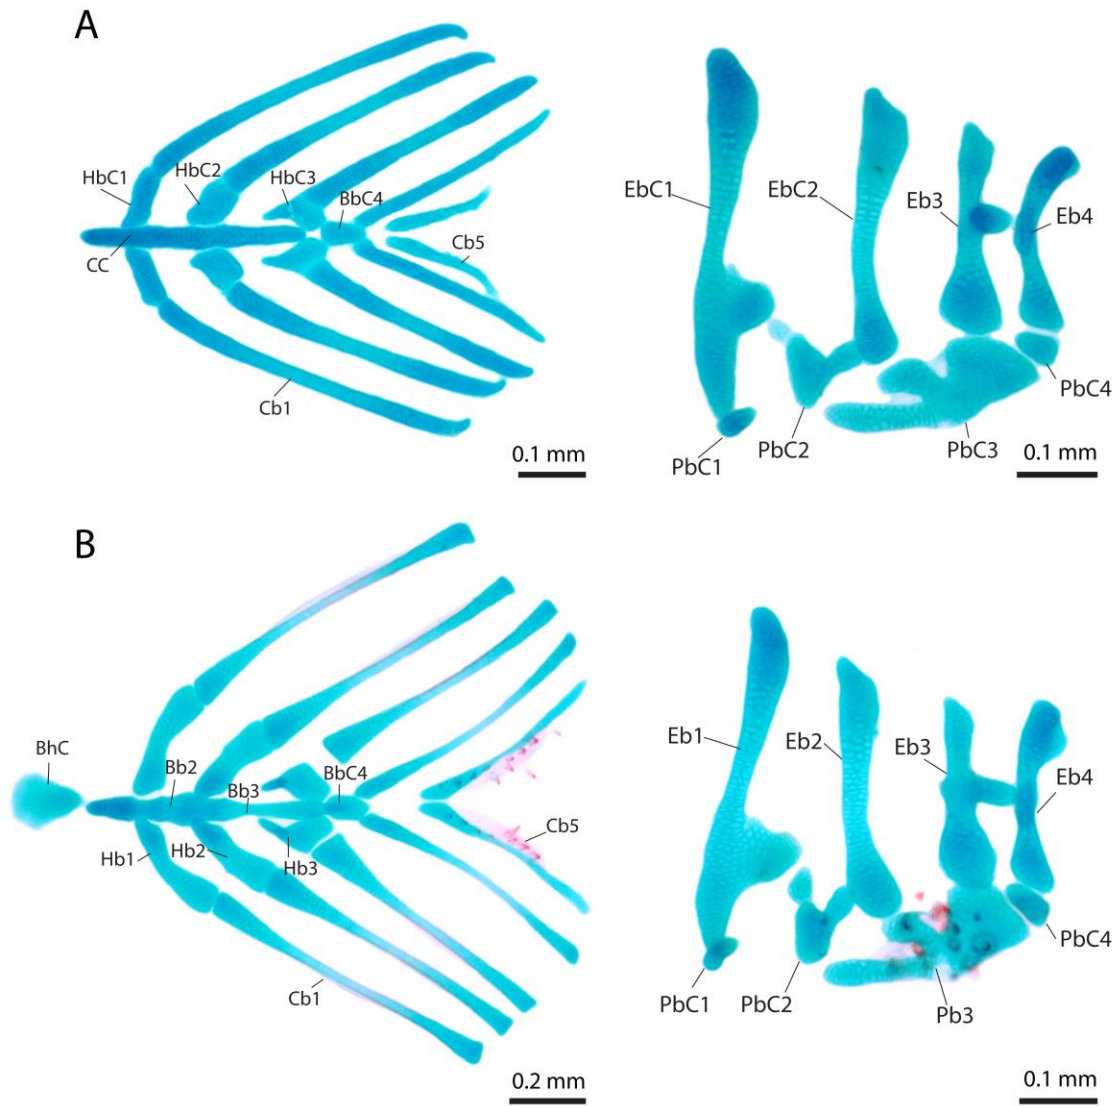 A
HbC1
HbC2
HbC3
BbC4
CC
Cb5
Cb1
0.1 mm
EbC1
EbC2
Eb3
Eb4
PbC1
PbC2
PbC3
PbC4
0.1 mm
B
BhC
Bb2
Bb3
BbC4
Hb1
Hb2
Hb3
Cb5
Cb1
0.2 mm
Eb1
Eb2
Eb3
Eb4
PbC1
PbC2
Pb3
PbC4
0.1 mm